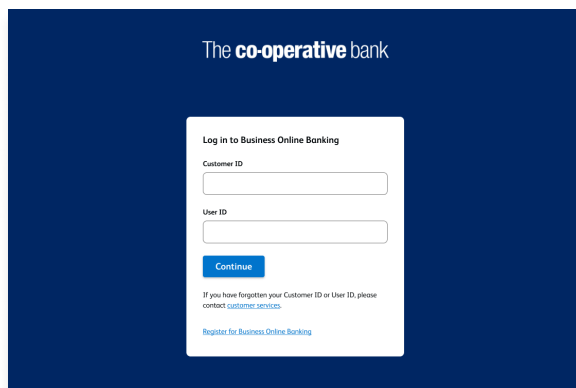 The co-operative bank
Log in to Business Online Banking
Customer ID
User ID
Continue
If you have forgotten your Customer ID or User ID, please
contact customer services.
Register for Business Online Banking